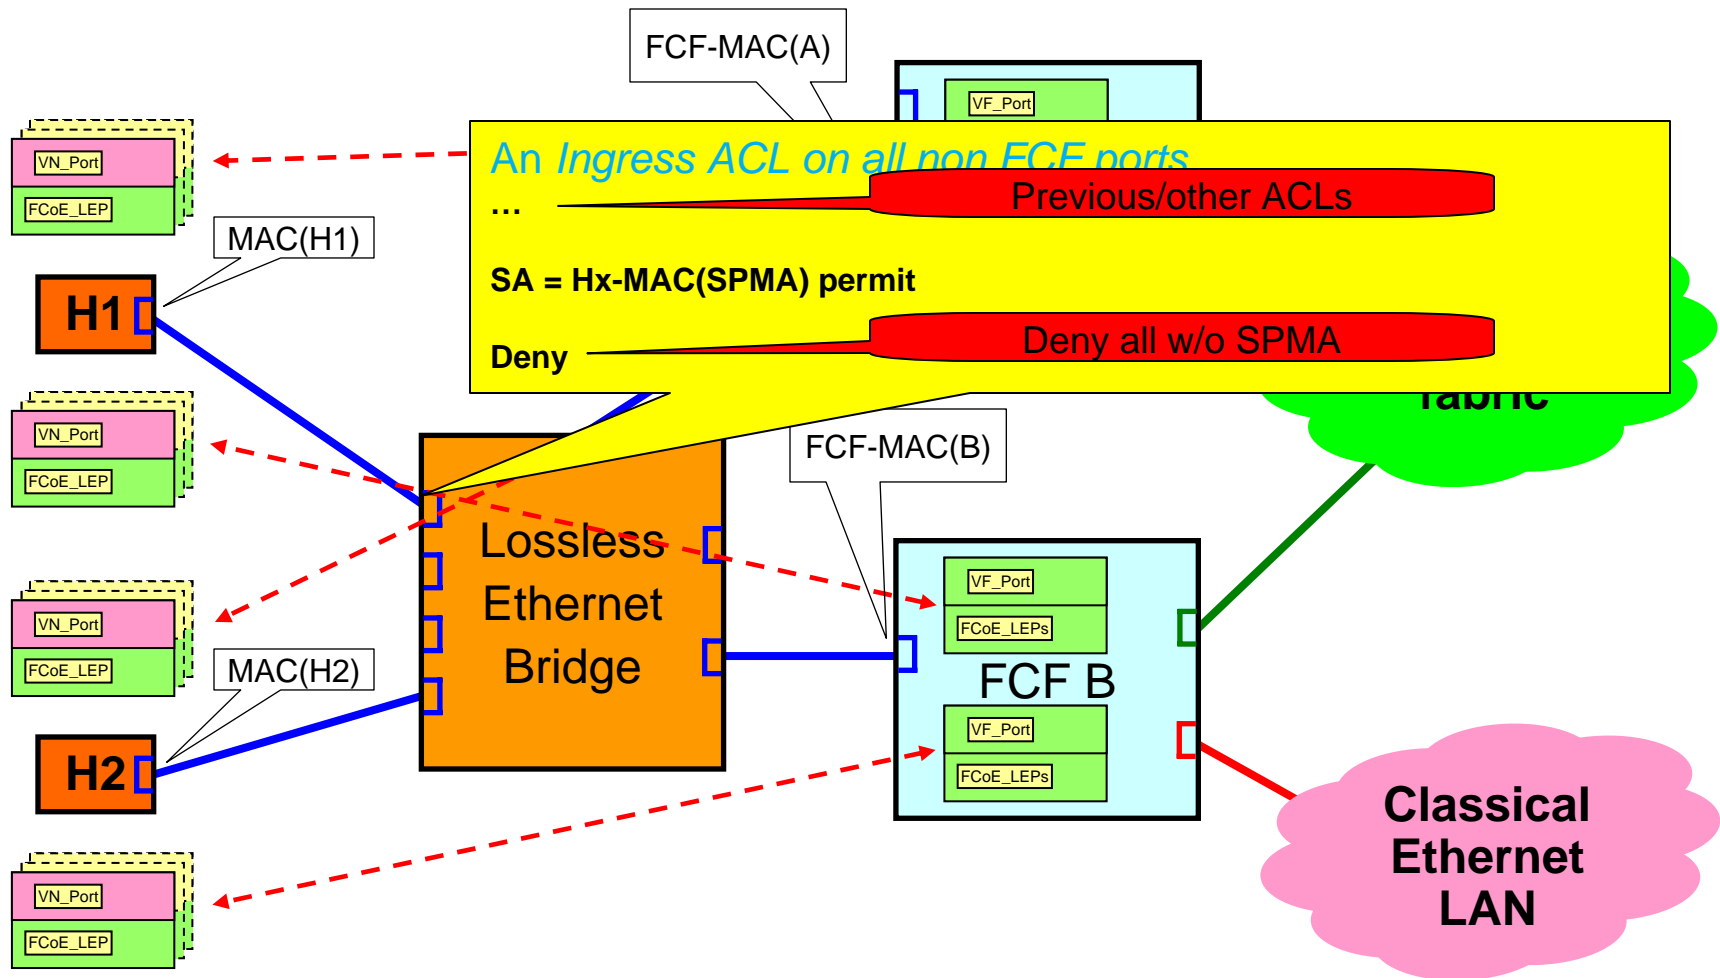 FCF-MAC(A)
VF_Port
VN_Port
FCoE_LEP
An Ingress ACL on all non FCF ports
...
Previous/other ACLs
MAC(H1)
SA = Hx-MAC(SPMA) permit
H1
Deny
Deny all w/o SPMA
fabric
VN_Port
FCoE_LEP
FCF-MAC(B)
Lossless
Ethernet
Bridge
VF_Port
FCoE_LEPs
FCF B
VF_Port
FCoE_LEPs
VN_Port
FCoE_LEP
MAC(H2)
H2
Classical
Ethernet
LAN
VN_Port
FCoE_LEP